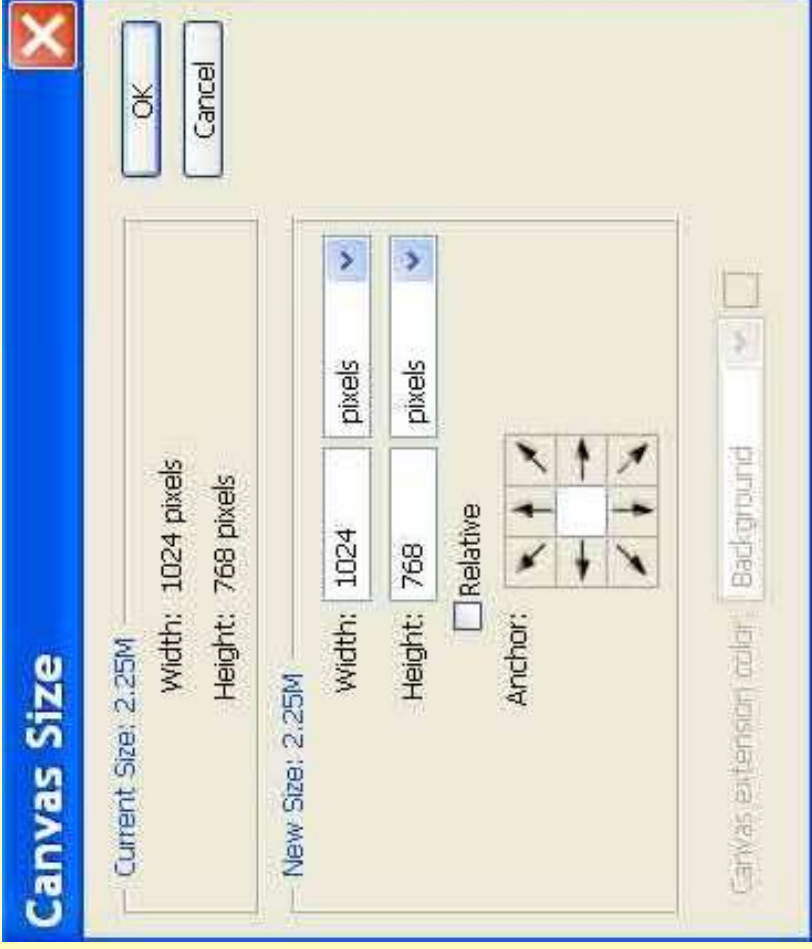 Canvas Size
Current Size: 2.25M
OK
Width: 1024 pixels
Cancel
Height: 768 pixels
New Size: 2.25M
Width: 1024 pixels
Height: 768 pixels
Relative
Anchor:
Canvas extension color: Background